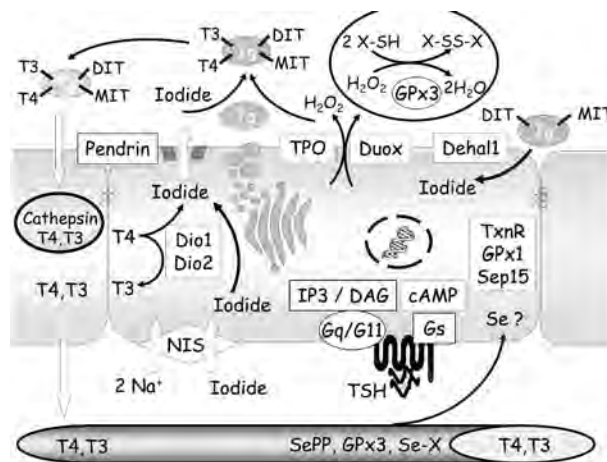 T3
DIT
T4
MIT
T3
DIT
Tg
T4
MIT
Iodide
Tg
H₂O₂
2 X-SH X-SS-X
H₂O₂ GPx3 2H₂O
DIT
MIT
Pendrin
TPO
Duox
Dehal1
Iodide
Iodide
Cathepsin
T4,T3
T4
T3
Dio1
Dio2
T4,T3
Iodide
TxnR
GPx1
Sep15
IP3 / DAG
cAMP
Gq/G11
Gs
Se ?
NIS
TSH
2 Na⁺
Iodide
T4,T3
SePP, GPx3, Se-X
T4,T3